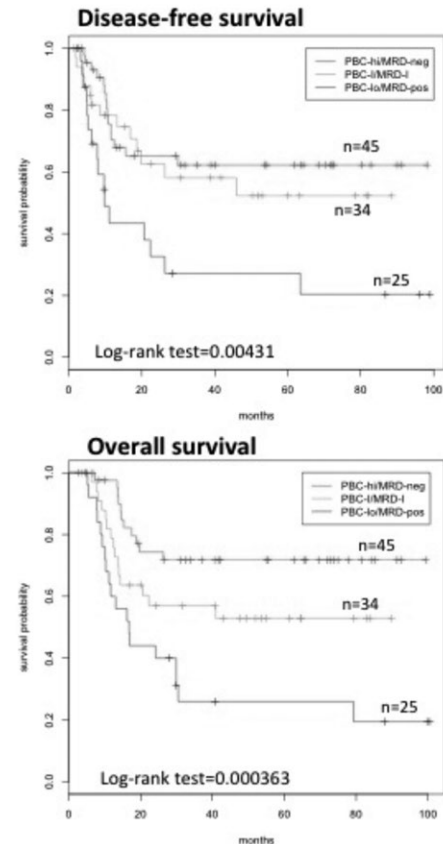 Disease-free survival
PBC-hi/MRD-neg
PBC-I/MRD-I
PBC-lo/MRD-pos
n=45
n=34
n=25
Log-rank test=0.00431
survival probability
0.0
0.2
0.4
0.6
0.8
1.0
0
20
40
60
80
100
months
Overall survival
PBC-hi/MRD-neg
PBC-I/MRD-I
PBC-lo/MRD-pos
n=45
n=34
n=25
Log-rank test=0.000363
survival probability
0.0
0.2
0.4
0.6
0.8
1.0
0
20
40
60
80
100
months